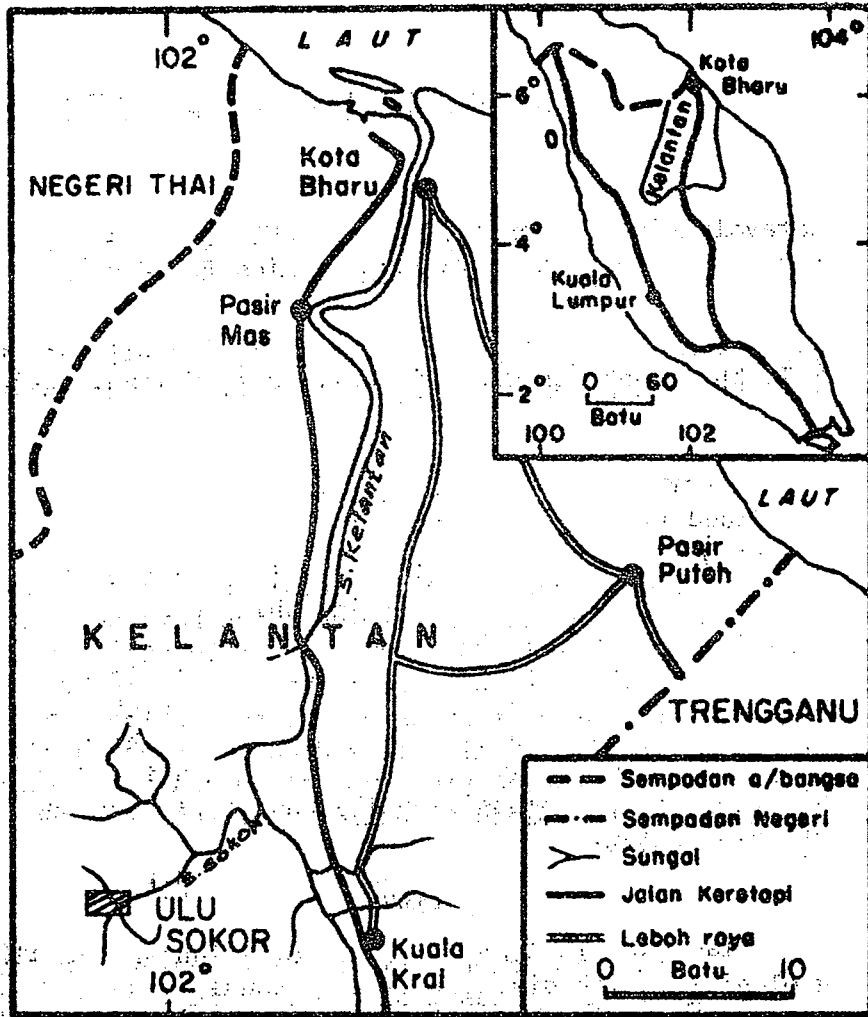 102°
LAUT
NEGERI THAI
Kota
Bharu
Pasir
Mas
S. Kelantan
KELANTAN
Pasir
Puteh
LAUT
TRENGGANU
S. SOKOR
ULU
SOKOR
Kuala
Krai
102°
104°
6°
4°
2°
Kota
Bharu
Kelantan
Kuala
Lumpur
0 60
Batu
100 102
Sempadan a/bangsa
Sempadan Negeri
Sungai
Jalan Keretapi
Leboh raya
0 Batu 10